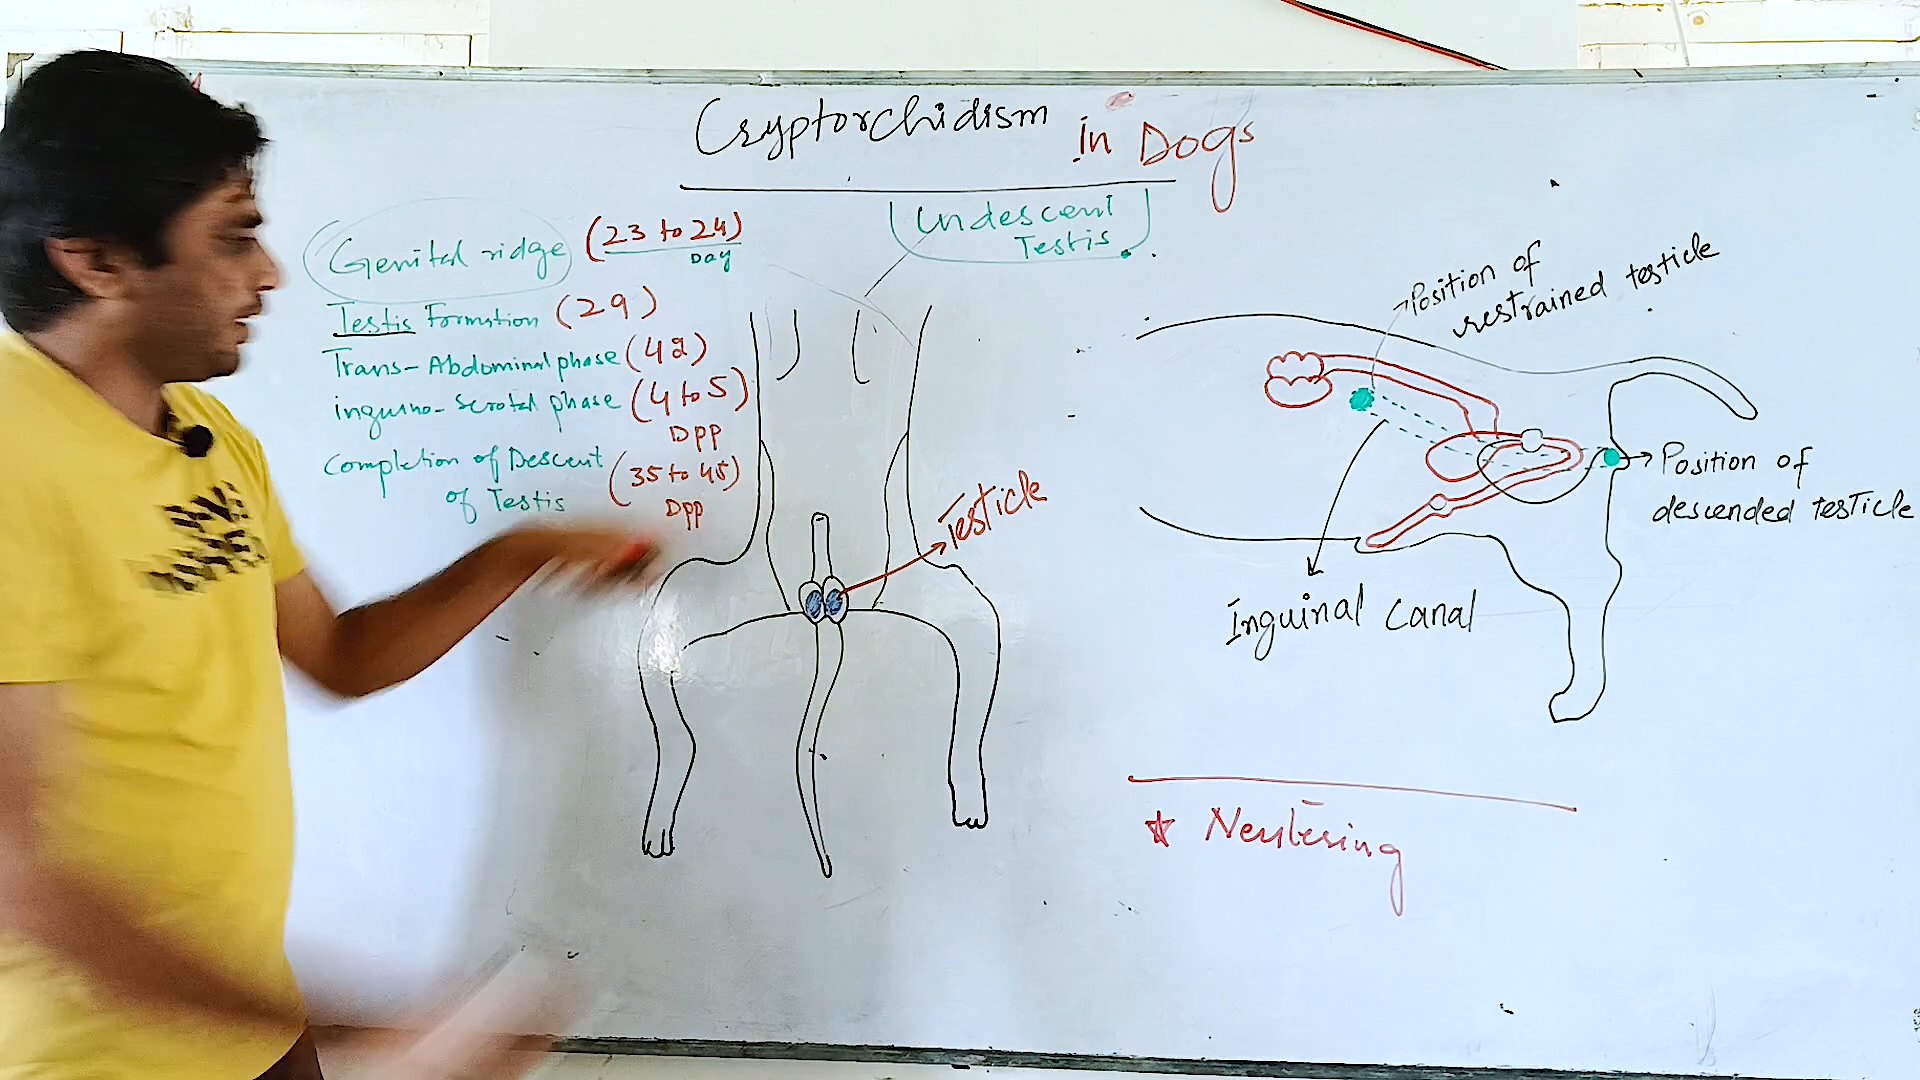 Cryptorchidism in Dogs
Undescent
Testis.
Genital ridge (23 to 24)
Day
Testis Formation (29)
Trans-Abdominal phase (42)
inguino-scrotal phase (4 to 5)
Dpp
Completion of Descent
of Testis
(35 to 45)
Dpp
Testicle
Position of
restrained testicle
Position of
descended testicle
Inguinal Canal
* Neutering